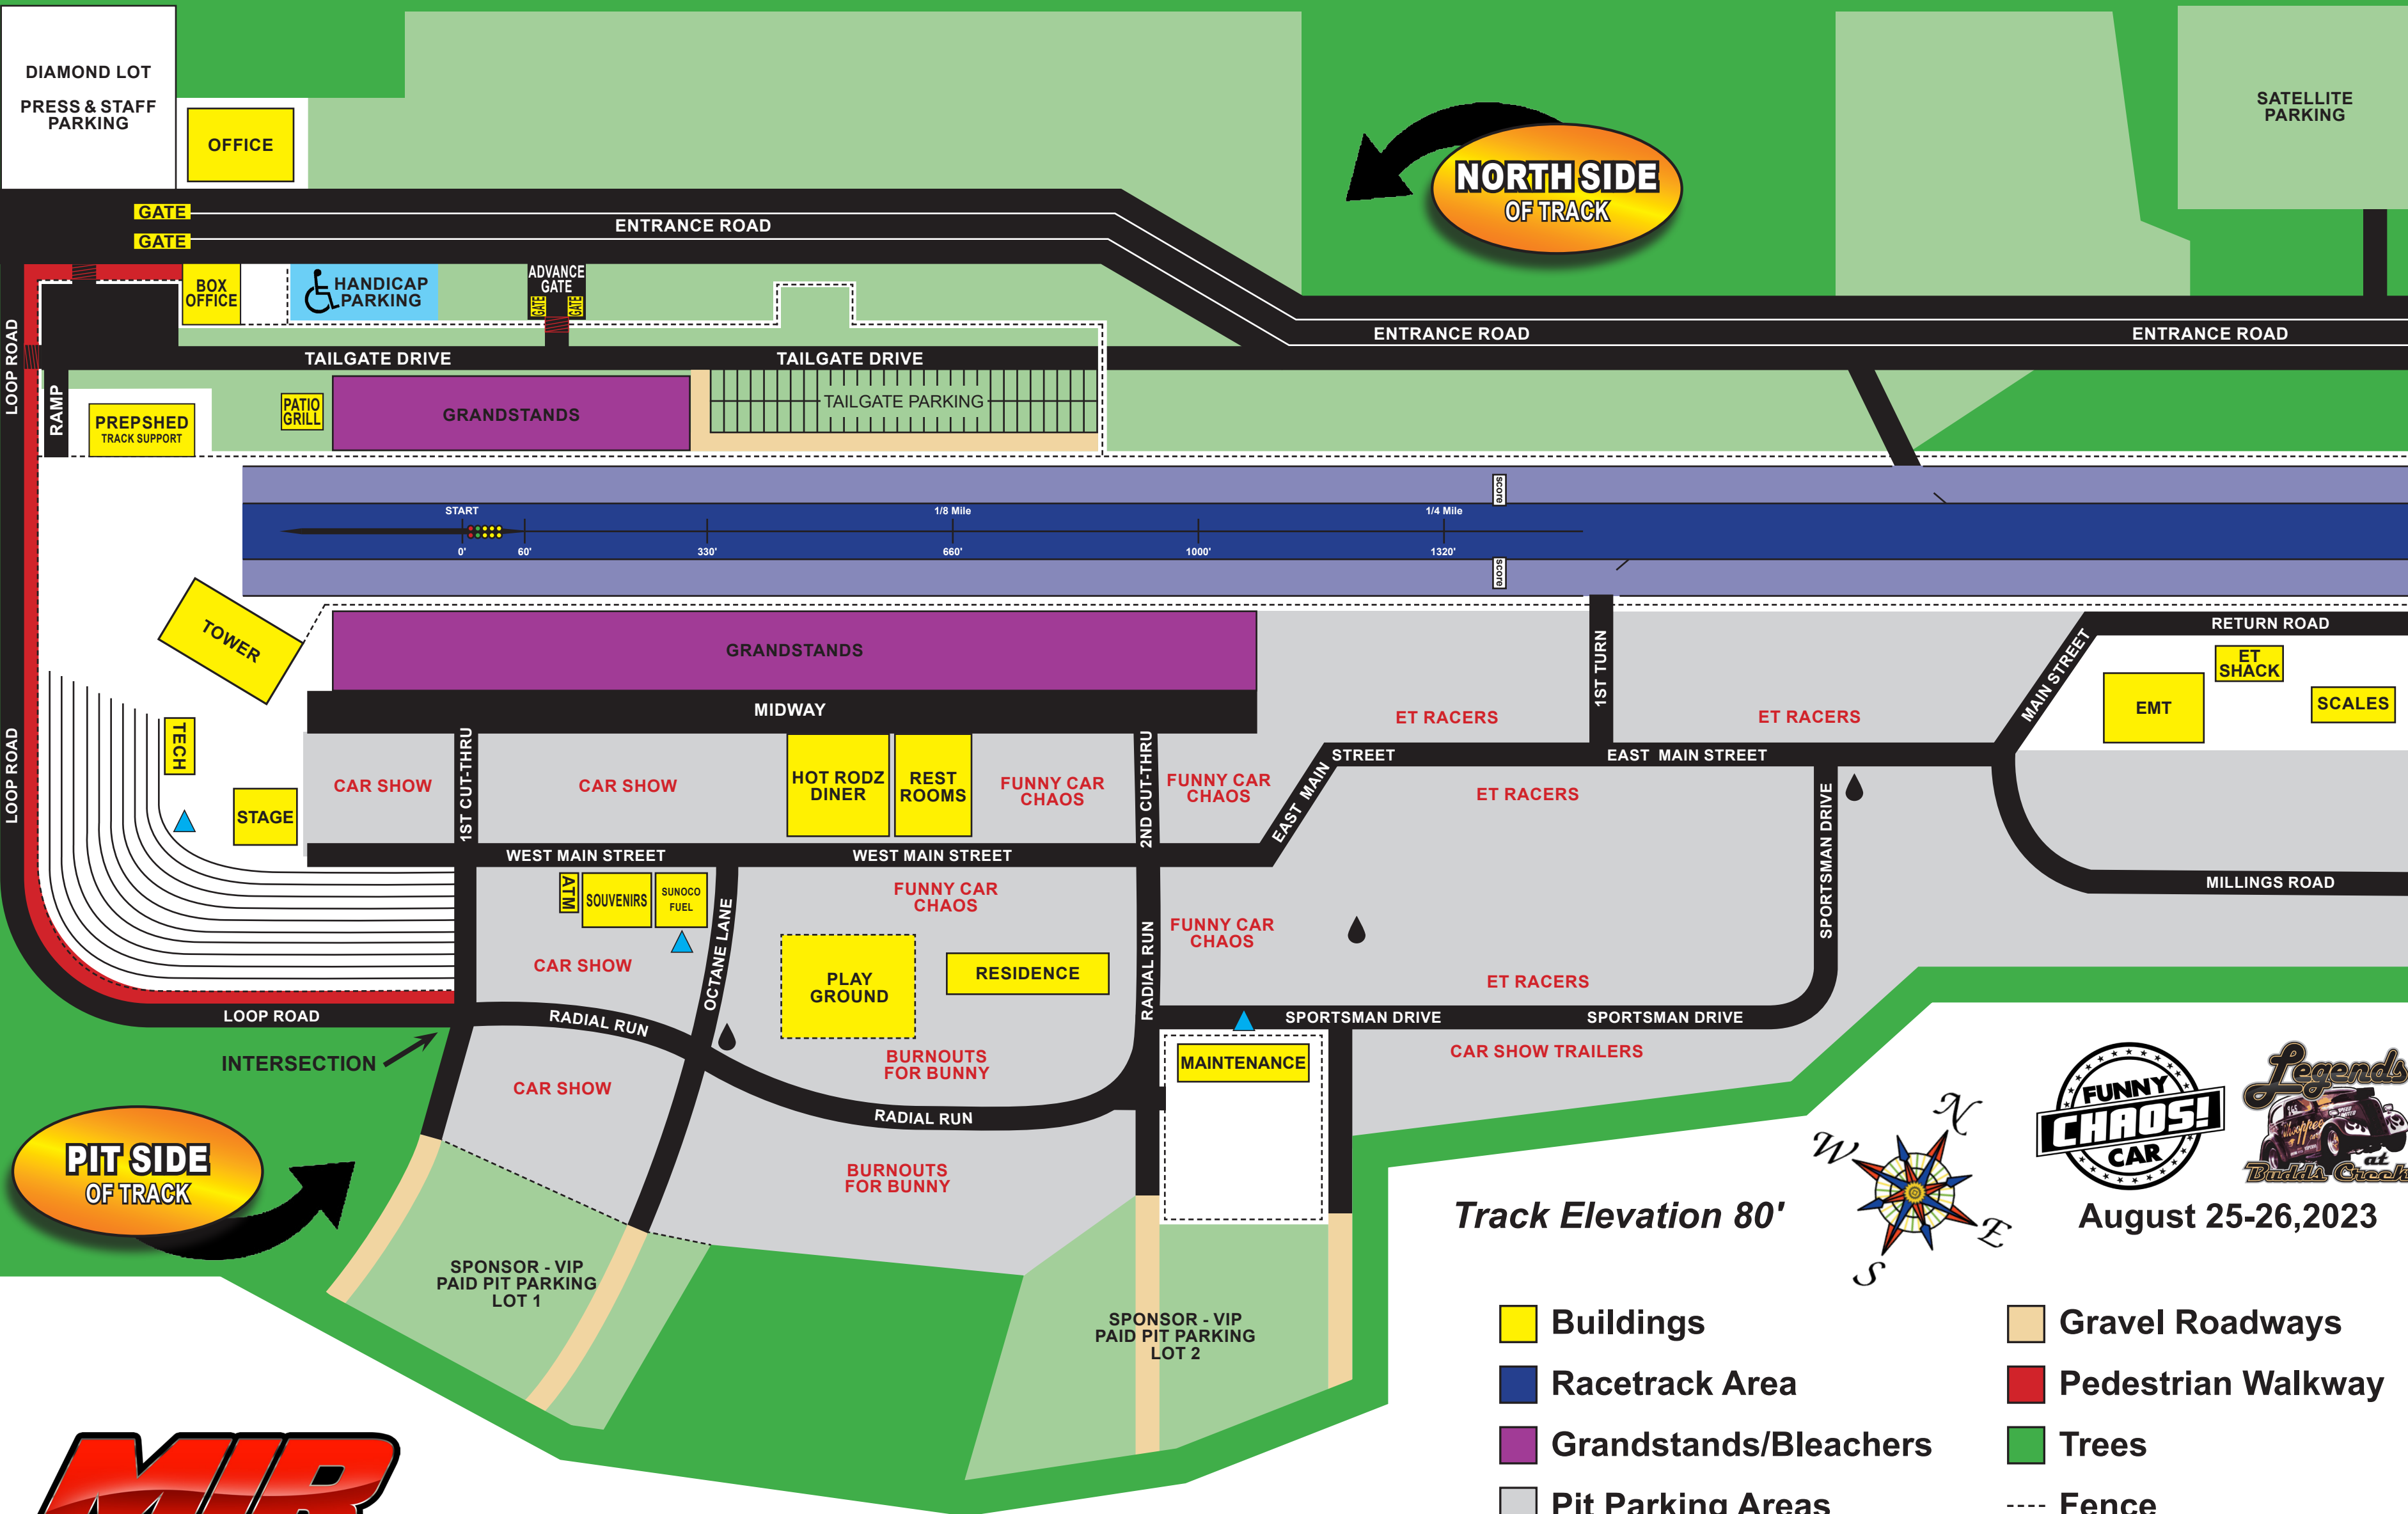 DIAMOND LOT
PRESS & STAFF
PARKING
OFFICE
SATELLITE
PARKING
NORTH SIDE
OF TRACK
GATE
GATE
ENTRANCE ROAD
ENTRANCE ROAD
ENTRANCE ROAD
BOX
OFFICE
HANDICAP
PARKING
ADVANCE
GATE
GATE
GATE
LOOP ROAD
TAILGATE DRIVE
TAILGATE DRIVE
RAMP
PREPSHED
TRACK SUPPORT
PATIO
GRILL
GRANDSTANDS
TAILGATE PARKING
score
START
1/8 Mile
1/4 Mile
0'
60'
330'
660'
1000'
1320'
score
TOWER
GRANDSTANDS
MIDWAY
1ST TURN
MAIN STREET
RETURN ROAD
ET
SHACK
EMT
SCALES
ET RACERS
ET RACERS
LOOP ROAD
TECH
STAGE
CAR SHOW
1ST CUT-THRU
CAR SHOW
HOT RODZ
DINER
REST
ROOMS
FUNNY CAR
CHAOS
2ND CUT-THRU
FUNNY CAR
CHAOS
EAST MAIN
STREET
EAST MAIN STREET
ET RACERS
SPORTSMAN DRIVE
WEST MAIN STREET
WEST MAIN STREET
MILLINGS ROAD
ATM
SOUVENIRS
SUNOCO
FUEL
OCTANE LANE
FUNNY CAR
CHAOS
FUNNY CAR
CHAOS
CAR SHOW
PLAY
GROUND
RESIDENCE
RADIAL RUN
ET RACERS
LOOP ROAD
RADIAL RUN
SPORTSMAN DRIVE
SPORTSMAN DRIVE
INTERSECTION
CAR SHOW
BURNOUTS
FOR BUNNY
MAINTENANCE
CAR SHOW TRAILERS
RADIAL RUN
PIT SIDE
OF TRACK
BURNOUTS
FOR BUNNY
SPONSOR - VIP
PAID PIT PARKING
LOT 1
SPONSOR - VIP
PAID PIT PARKING
LOT 2
Track Elevation 80'
N
W
E
S
FUNNY
CHAOS!
CAR
Legends
Whoopee
at
Budds Creek
August 25-26,2023
Buildings
Gravel Roadways
Racetrack Area
Pedestrian Walkway
Grandstands/Bleachers
Trees
Pit Parking Areas
Fence
MIR